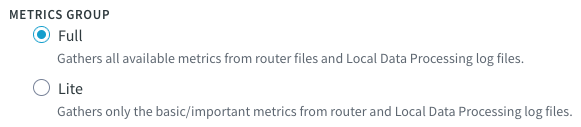 METRICS GROUP
Full
Gathers all available metrics from router files and Local Data Processing log files.
Lite
Gathers only the basic/important metrics from router and Local Data Processing log files.